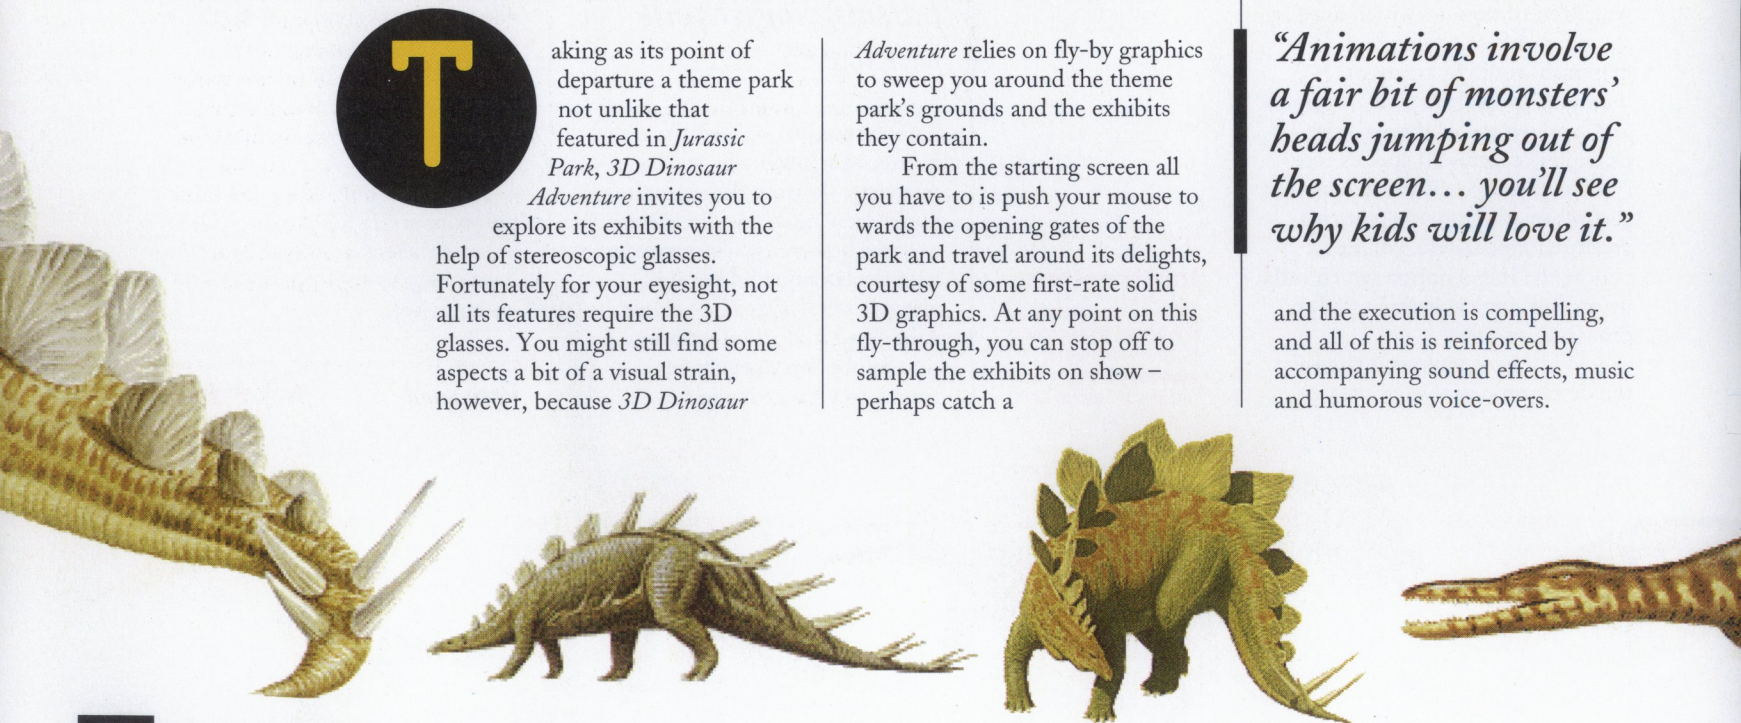 T
aking as its point of
departure a theme park
not unlike that
featured in Jurassic
Park, 3D Dinosaur
Adventure invites you to
explore its exhibits with the
help of stereoscopic glasses.
Fortunately for your eyesight, not
all its features require the 3D
glasses. You might still find some
aspects a bit of a visual strain,
however, because 3D Dinosaur
Adventure relies on fly-by graphics
to sweep you around the theme
park’s grounds and the exhibits
they contain.
From the starting screen all
you have to is push your mouse to
wards the opening gates of the
park and travel around its delights,
courtesy of some first-rate solid
3D graphics. At any point on this
fly-through, you can stop off to
sample the exhibits on show –
perhaps catch a
“Animations involve
a fair bit of monsters’
heads jumping out of
the screen... you’ll see
why kids will love it.”
and the execution is compelling,
and all of this is reinforced by
accompanying sound effects, music
and humorous voice-overs.